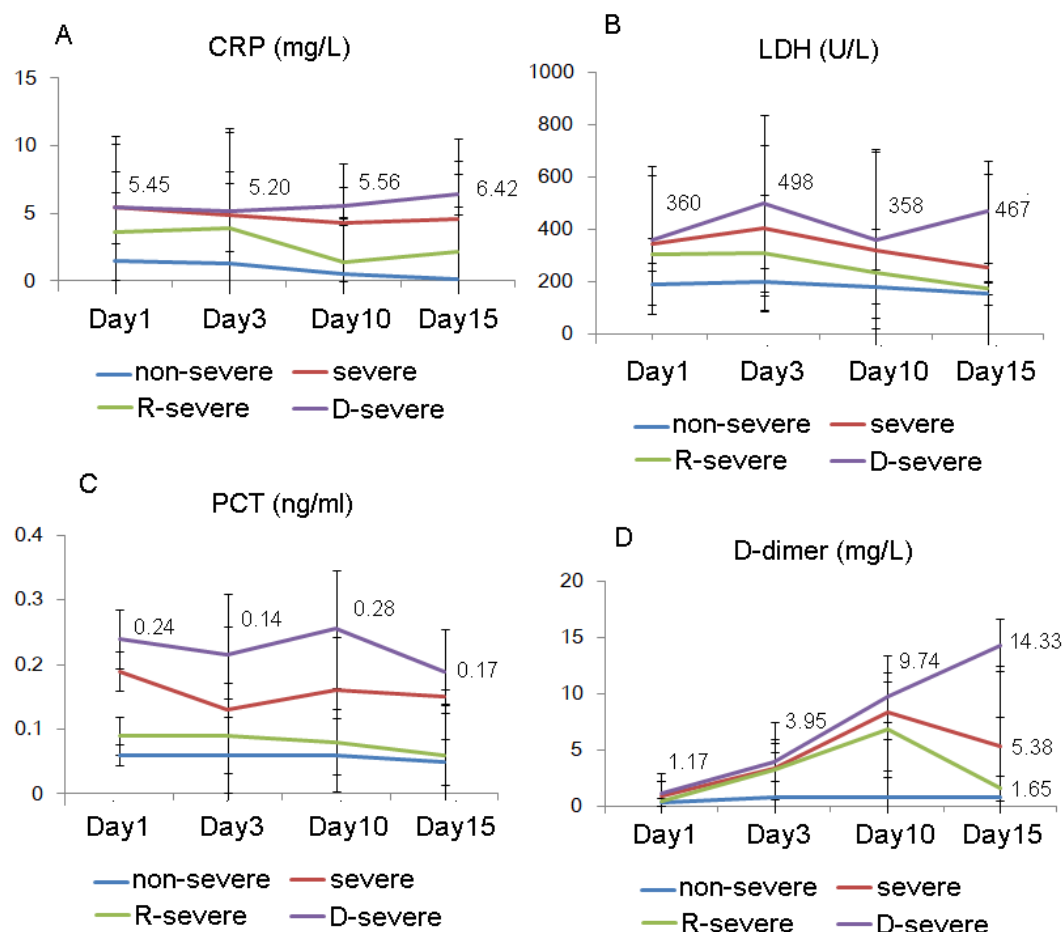 A
CRP (mg/L)
15
10
5
0
5.45
5.20
5.56
6.42
Day1 Day3 Day10 Day15
non-severe severe
R-severe D-severe
B
LDH (U/L)
1000
800
600
400
200
0
360
498
358
467
Day1 Day3 Day10 Day15
non-severe severe
R-severe D-severe
C
PCT (ng/ml)
0.4
0.3
0.2
0.1
0
0.24
0.14
0.28
0.17
Day1 Day3 Day10 Day15
non-severe severe
R-severe D-severe
D
D-dimer (mg/L)
20
15
10
5
0
1.17
3.95
9.74
14.33
5.38
1.65
Day1 Day3 Day10 Day15
non-severe severe
R-severe D-severe